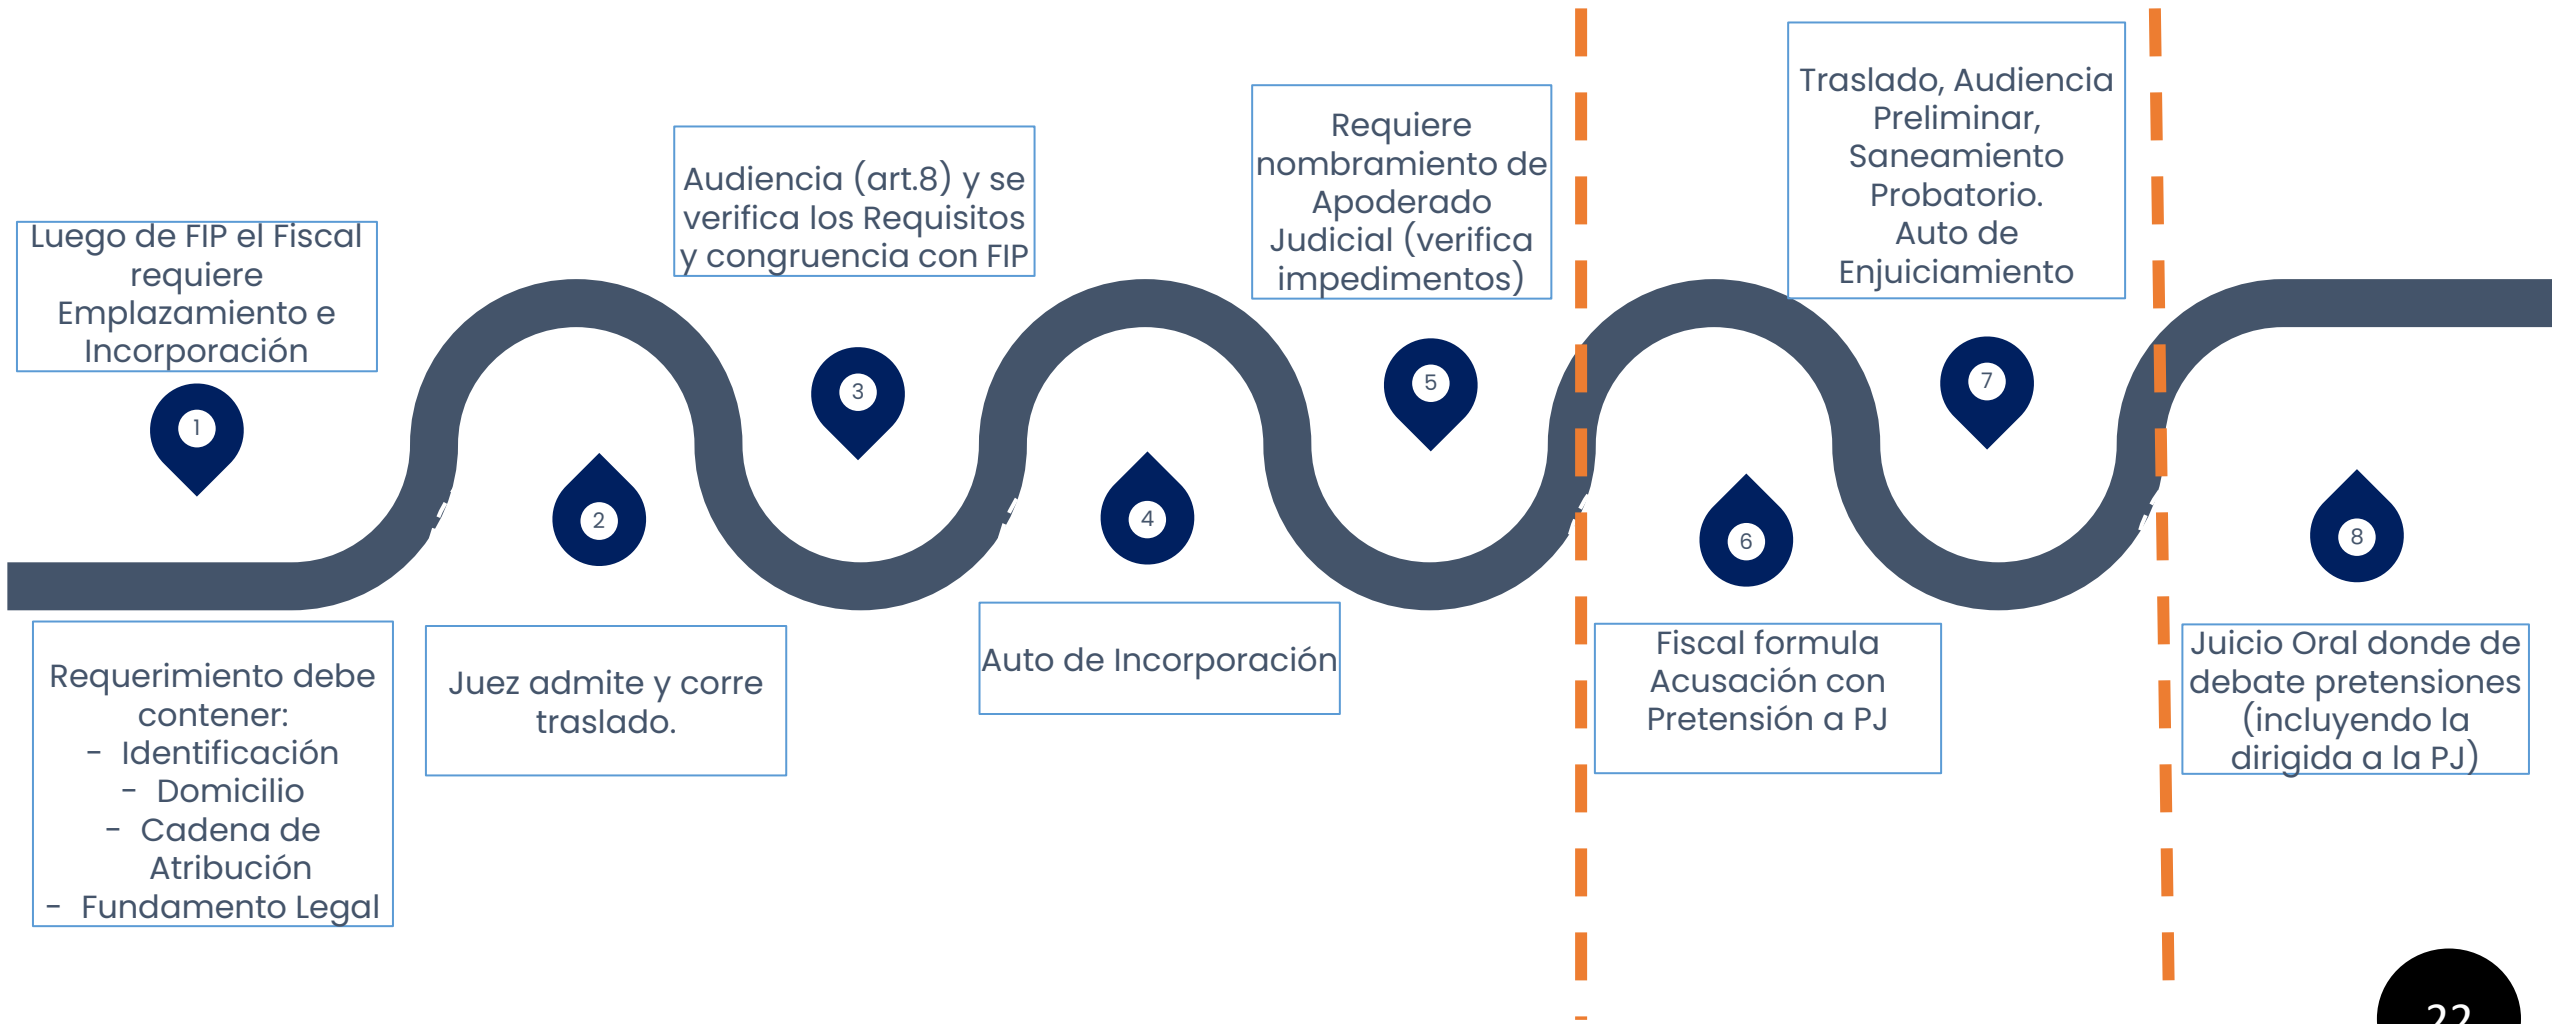 Luego de FIP el Fiscal
requiere
Emplazamiento e
Incorporación
1
Requerimiento debe
contener:
- Identificación
- Domicilio
- Cadena de
Atribución
- Fundamento Legal
2
Juez admite y corre
traslado.
Audiencia (art.8) y se
verifica los Requisitos
y congruencia con FIP
3
4
Auto de Incorporación
Requiere
nombramiento de
Apoderado
Judicial (verifica
impedimentos)
5
6
Fiscal formula
Acusación con
Pretensión a PJ
Traslado, Audiencia
Preliminar,
Saneamiento
Probatorio.
Auto de
Enjuiciamiento
7
8
Juicio Oral donde de
debate pretensiones
(incluyendo la
dirigida a la PJ)
22